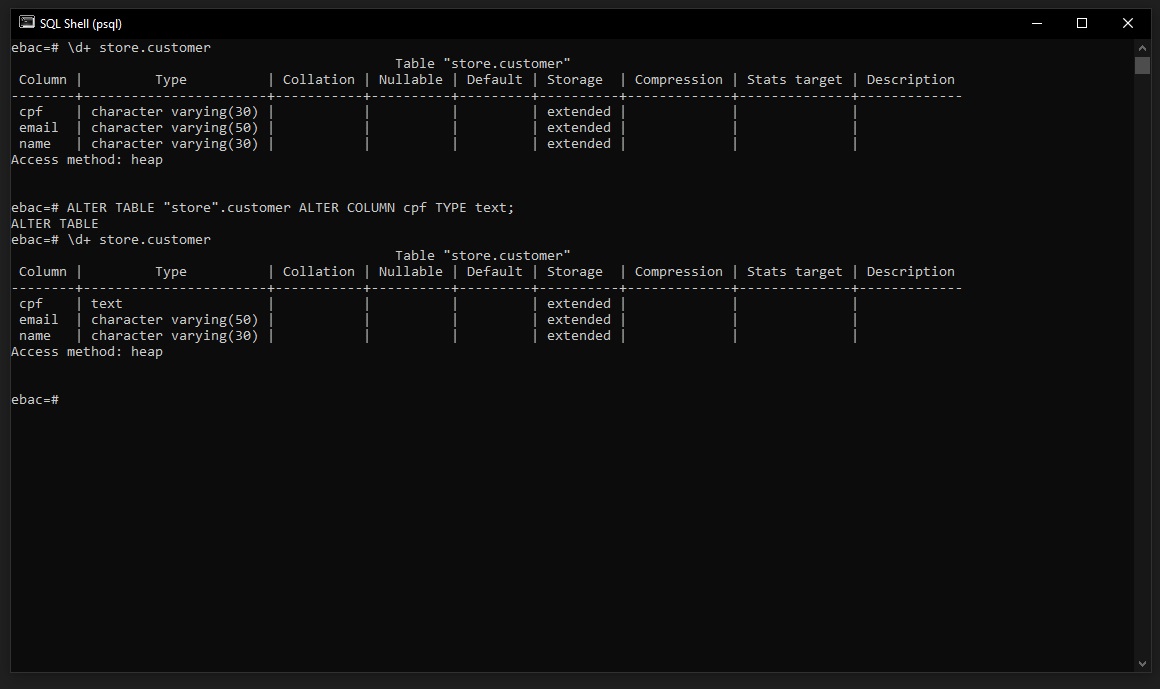 SQL Shell (psql)
ebac=# \d+ store.customer
                                                Table "store.customer"
 Column |         Type          | Collation | Nullable | Default | Storage  | Compression | Stats target | Description
--------+-----------------------+-----------+----------+---------+----------+-------------+--------------+-------------
 cpf    | character varying(30) |           |          |         | extended |             |              |
 email  | character varying(50) |           |          |         | extended |             |              |
 name   | character varying(30) |           |          |         | extended |             |              |
Access method: heap
ebac=# ALTER TABLE "store".customer ALTER COLUMN cpf TYPE text;
ALTER TABLE
ebac=# \d+ store.customer
                                                Table "store.customer"
 Column |         Type          | Collation | Nullable | Default | Storage  | Compression | Stats target | Description
--------+-----------------------+-----------+----------+---------+----------+-------------+--------------+-------------
 cpf    | text                  |           |          |         | extended |             |              |
 email  | character varying(50) |           |          |         | extended |             |              |
 name   | character varying(30) |           |          |         | extended |             |              |
Access method: heap
ebac=#